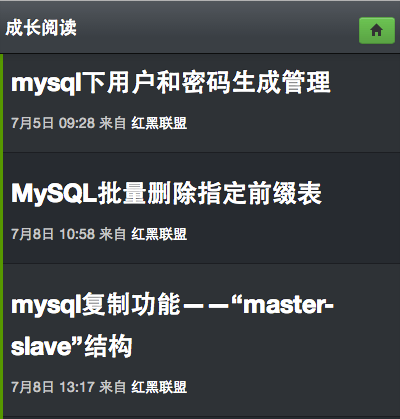 成长阅读
mysql下用户和密码生成管理
7月5日 09:28 来自 红黑联盟
MySQL批量删除指定前缀表
7月8日 10:58 来自 红黑联盟
mysql复制功能——“master-
slave”结构
7月8日 13:17 来自 红黑联盟